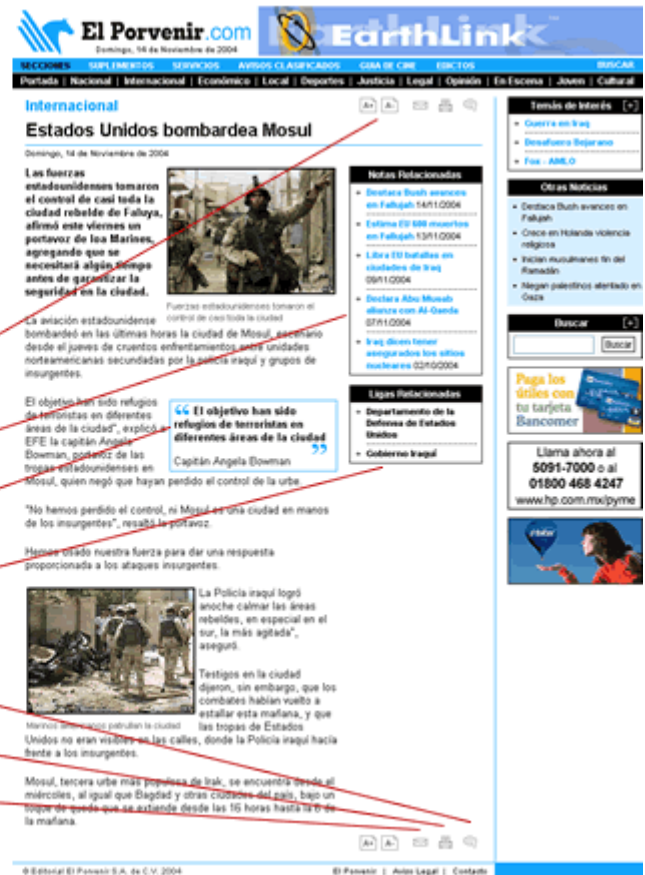 El Porvenir.com
Domingo, 14 de Noviembre de 2004
EarthLink
SECCIONES SUPLEMENTOS SERVICIOS AVISOS CLASIFICADOS GUIA DE CINE EDICTOS BUSCAR
Portada | Nacional | Internacional | Económico | Local | Deportes | Justicia | Legal | Opinión | En Escena | Joven | Cultural
Internacional
A+ A-
Estados Unidos bombardea Mosul
Domingo, 14 de Noviembre de 2004
Las fuerzas
estadounidenses tomaron
el control de casi toda la
ciudad rebelde de Faluya,
afirmó este viernes un
portavoz de loa Marines,
agregando que se
necesitará algún tiempo
antes de garantizar la
seguridad en la ciudad.
Fuerzas estadounidenses tomaron el
control de casi toda la ciudad
La aviación estadounidense
bombardeó en las últimas horas la ciudad de Mosul, escenario
desde el jueves de cruentos enfrentamientos entre unidades
norteamericanas secundadas por la policía iraquí y grupos de
insurgentes.
El objetivo han sido refugios
de terroristas en diferentes
áreas de la ciudad", explicó a
EFE la capitán Angela
Bowman, portavoz de las
tropas estadounidenses en
Mosul, quien negó que hayan perdido el control de la urbe.
“ El objetivo han sido
refugios de terroristas en
diferentes áreas de la ciudad
”
Capitán Angela Bowman
"No hemos perdido el control, ni Mosul es una ciudad en manos
de los insurgentes", resaltó la portavoz.
Hemos usado nuestra fuerza para dar una respuesta
proporcionada a los ataques insurgentes.
La Policía iraquí logró
anoche calmar las áreas
rebeldes, en especial en el
sur, la más agitada",
aseguró.
Testigos en la ciudad
dijeron, sin embargo, que los
combates habían vuelto a
estallar esta mañana, y que
las tropas de Estados
Marinos americanos patrullan la ciudad
Unidos no eran visibles en las calles, donde la Policía iraquí hacía
frente a los insurgentes.
Mosul, tercera urbe más populosa de Irak, se encuentra desde el
miércoles, al igual que Bagdad y otras ciudades del país, bajo un
toque de queda que se extiende desde las 16 horas hasta la 6 de
la mañana.
A+ A-
Notas Relacionadas
Destaca Bush avances
en Fallujah 14/11/2004
Estima EU 600 muertos
en Fallujah 13/11/2004
Libra EU batallas en
ciudades de Iraq
09/11/2004
Declara Abu Musab
alianza con Al-Qaeda
07/11/2004
Iraq dicen tener
asegurados los sitios
nucleares 02/10/2004
Ligas Relacionadas
Departamento de la
Defensa de Estados
Unidos
Gobierno Iraquí
Temás de Interés [+]
Guerra en Iraq
Desafuero Bejarano
Fox - AMLO
Otras Noticias
Destaca Bush avances en
Fallujah
Crece en Holanda violencia
religiosa
Inician musulmanes fin del
Ramadán
Negan palestinos atentado en
Gaza
Buscar [+]
Buscar
Paga los
útiles con
tu tarjeta
Bancomer
Llama ahora al
5091-7000 o al
01800 468 4247
www.hp.com.mx/pyme
© Editorial El Porvenir S.A. de C.V. 2004
El Porvenir | Aviso Legal | Contacto